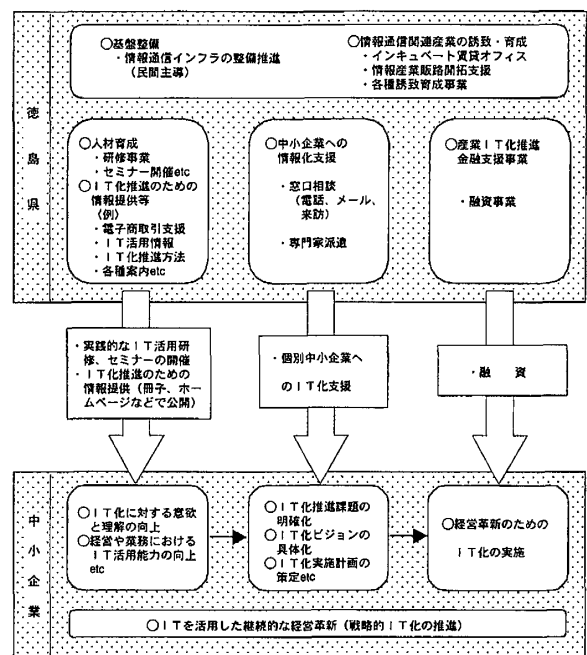 徳島県
○基盤整備
・情報通信インフラの整備推進
（民間主導）
○情報通信関連産業の誘致・育成
・インキュベート賃貸オフィス
・情報産業販路開拓支援
・各種誘致育成事業
○人材育成
・研修事業
・セミナー開催etc
○ＩＴ化推進のための
情報提供等
（例）
・電子商取引支援
・ＩＴ活用情報
・ＩＴ化推進方法
・各種案内etc
○中小企業への
情報化支援
・窓口相談
（電話、メール、
来訪）
・専門家派遣
○産業ＩＴ化推進
金融支援事業
・融資事業
・実践的なＩＴ活用研
修、セミナーの開催
・ＩＴ化推進のための
情報提供（冊子、ホー
ムページなどで公開）
・個別中小企業へ
のＩＴ化支援
・融　資
中小企業
○ＩＴ化に対する意欲
と理解の向上
○経営や業務における
ＩＴ活用能力の向上
etc
○ＩＴ化推進課題の
明確化
○ＩＴ化ビジョンの
具体化
○ＩＴ化実施計画の
策定etc
○経営革新のための
ＩＴ化の実施
○ＩＴを活用した継続的な経営革新（戦略的ＩＴ化の推進）